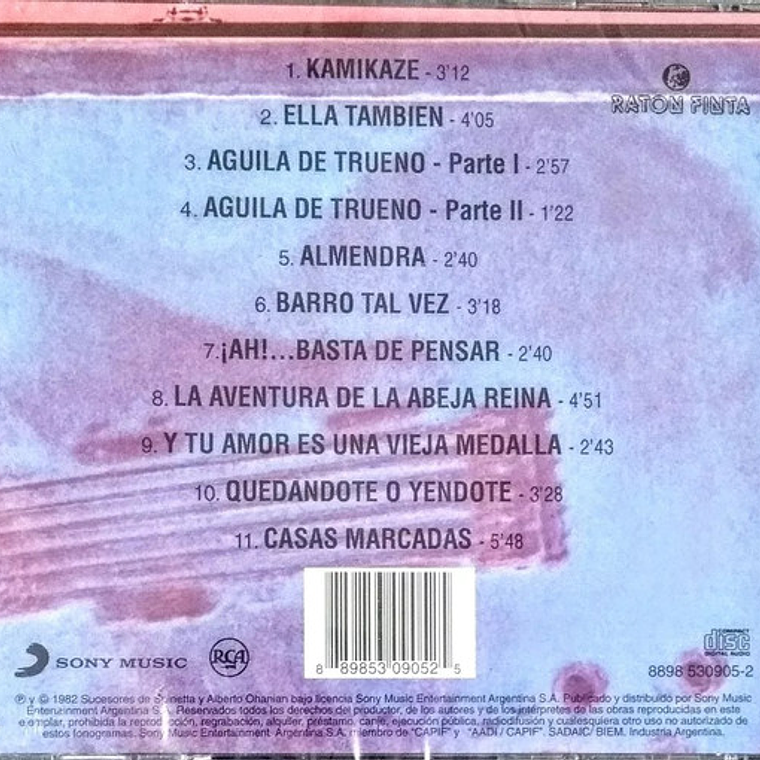 1. KAMIKAZE - 3'12
RATON FINTA
2. ELLA TAMBIEN - 4'05
3. AGUILA DE TRUENO - Parte I - 2'57
4. AGUILA DE TRUENO - Parte II - 1'22
5. ALMENDRA - 2'40
6. BARRO TAL VEZ - 3'18
7. ¡AH!...BASTA DE PENSAR - 2'40
8. LA AVENTURA DE LA ABEJA REINA - 4'51
9. Y TU AMOR ES UNA VIEJA MEDALLA - 2'43
10. QUEDANDOTE O YENDOTE - 3'28
11. CASAS MARCADAS - 5'48
SONY MUSIC
RCA
8 89853 09052 5
COMPACT
disc
DIGITAL AUDIO
8898 530905-2
℗ y © 1982 Sucesores de Spinetta y Alberto Ohanian bajo licencia Sony Music Entertainment Argentina S.A. Publicado y distribuido por Sony Music
Argentina S. Reservados todos los derechos del productor, de los autores y de los intérpretes de las obras reproducidas en este
ejemplar, prohibida la reproducción, regrabación, alquiler, préstamo, canje, ejecución pública, radiodifusión y cualesquiera otro uso no autorizado de
estos fonogramas. Sony Music Entertainment Argentina S.A. miembro de "CAPIF" y "AADI / CAPIF". SADAIC/ BIEM. Industria Argentina.